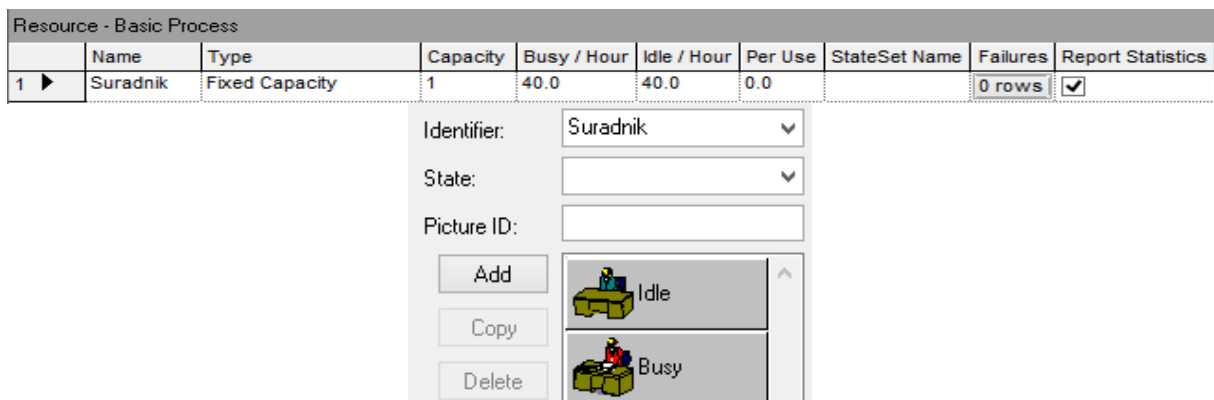 Resource - Basic Process
Name Type Capacity Busy / Hour Idle / Hour Per Use StateSet Name Failures Report Statistics
1 Suradnik Fixed Capacity 1 40.0 40.0 0.0 0 rows
Identifier: Suradnik
State:
Picture ID:
Add
Idle
Copy
Busy
Delete